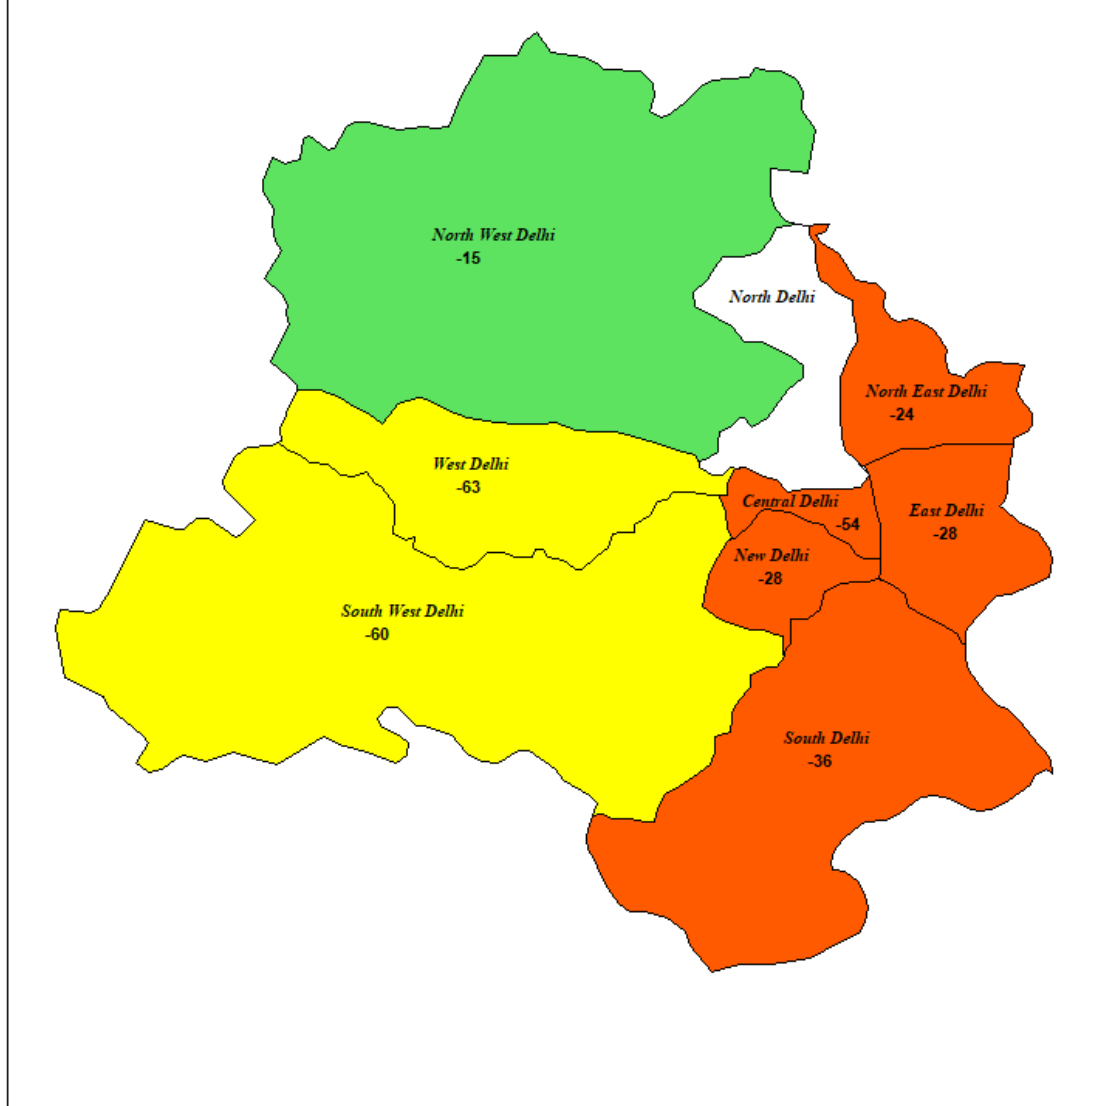 North West Delhi
-15
North Delhi
North East Delhi
-24
West Delhi
-63
Central Delhi
-54
East Delhi
-28
New Delhi
-28
South West Delhi
-60
South Delhi
-36